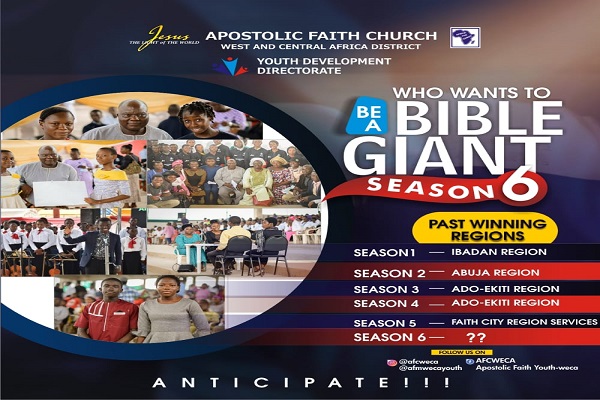 Jesus
THE LIGHT of THE WORLD
APOSTOLIC FAITH CHURCH
WEST AND CENTRAL AFRICA DISTRICT
YOUTH DEVELOPMENT
DIRECTORATE
WHO WANTS TO
BE A BIBLE
GIANT
SEASON 6
PAST WINNING
REGIONS
SEASON1 — IBADAN REGION
SEASON 2 — ABUJA REGION
SEASON 3 — ADO-EKITI REGION
SEASON 4 — ADO-EKITI REGION
SEASON 5 — FAITH CITY REGION SERVICES
SEASON 6 — ??
FOLLOW US ON
@afcweca
@afmwecayouth
AFCWECA
Apostolic Faith Youth-weca
ANTICIPATE!!!